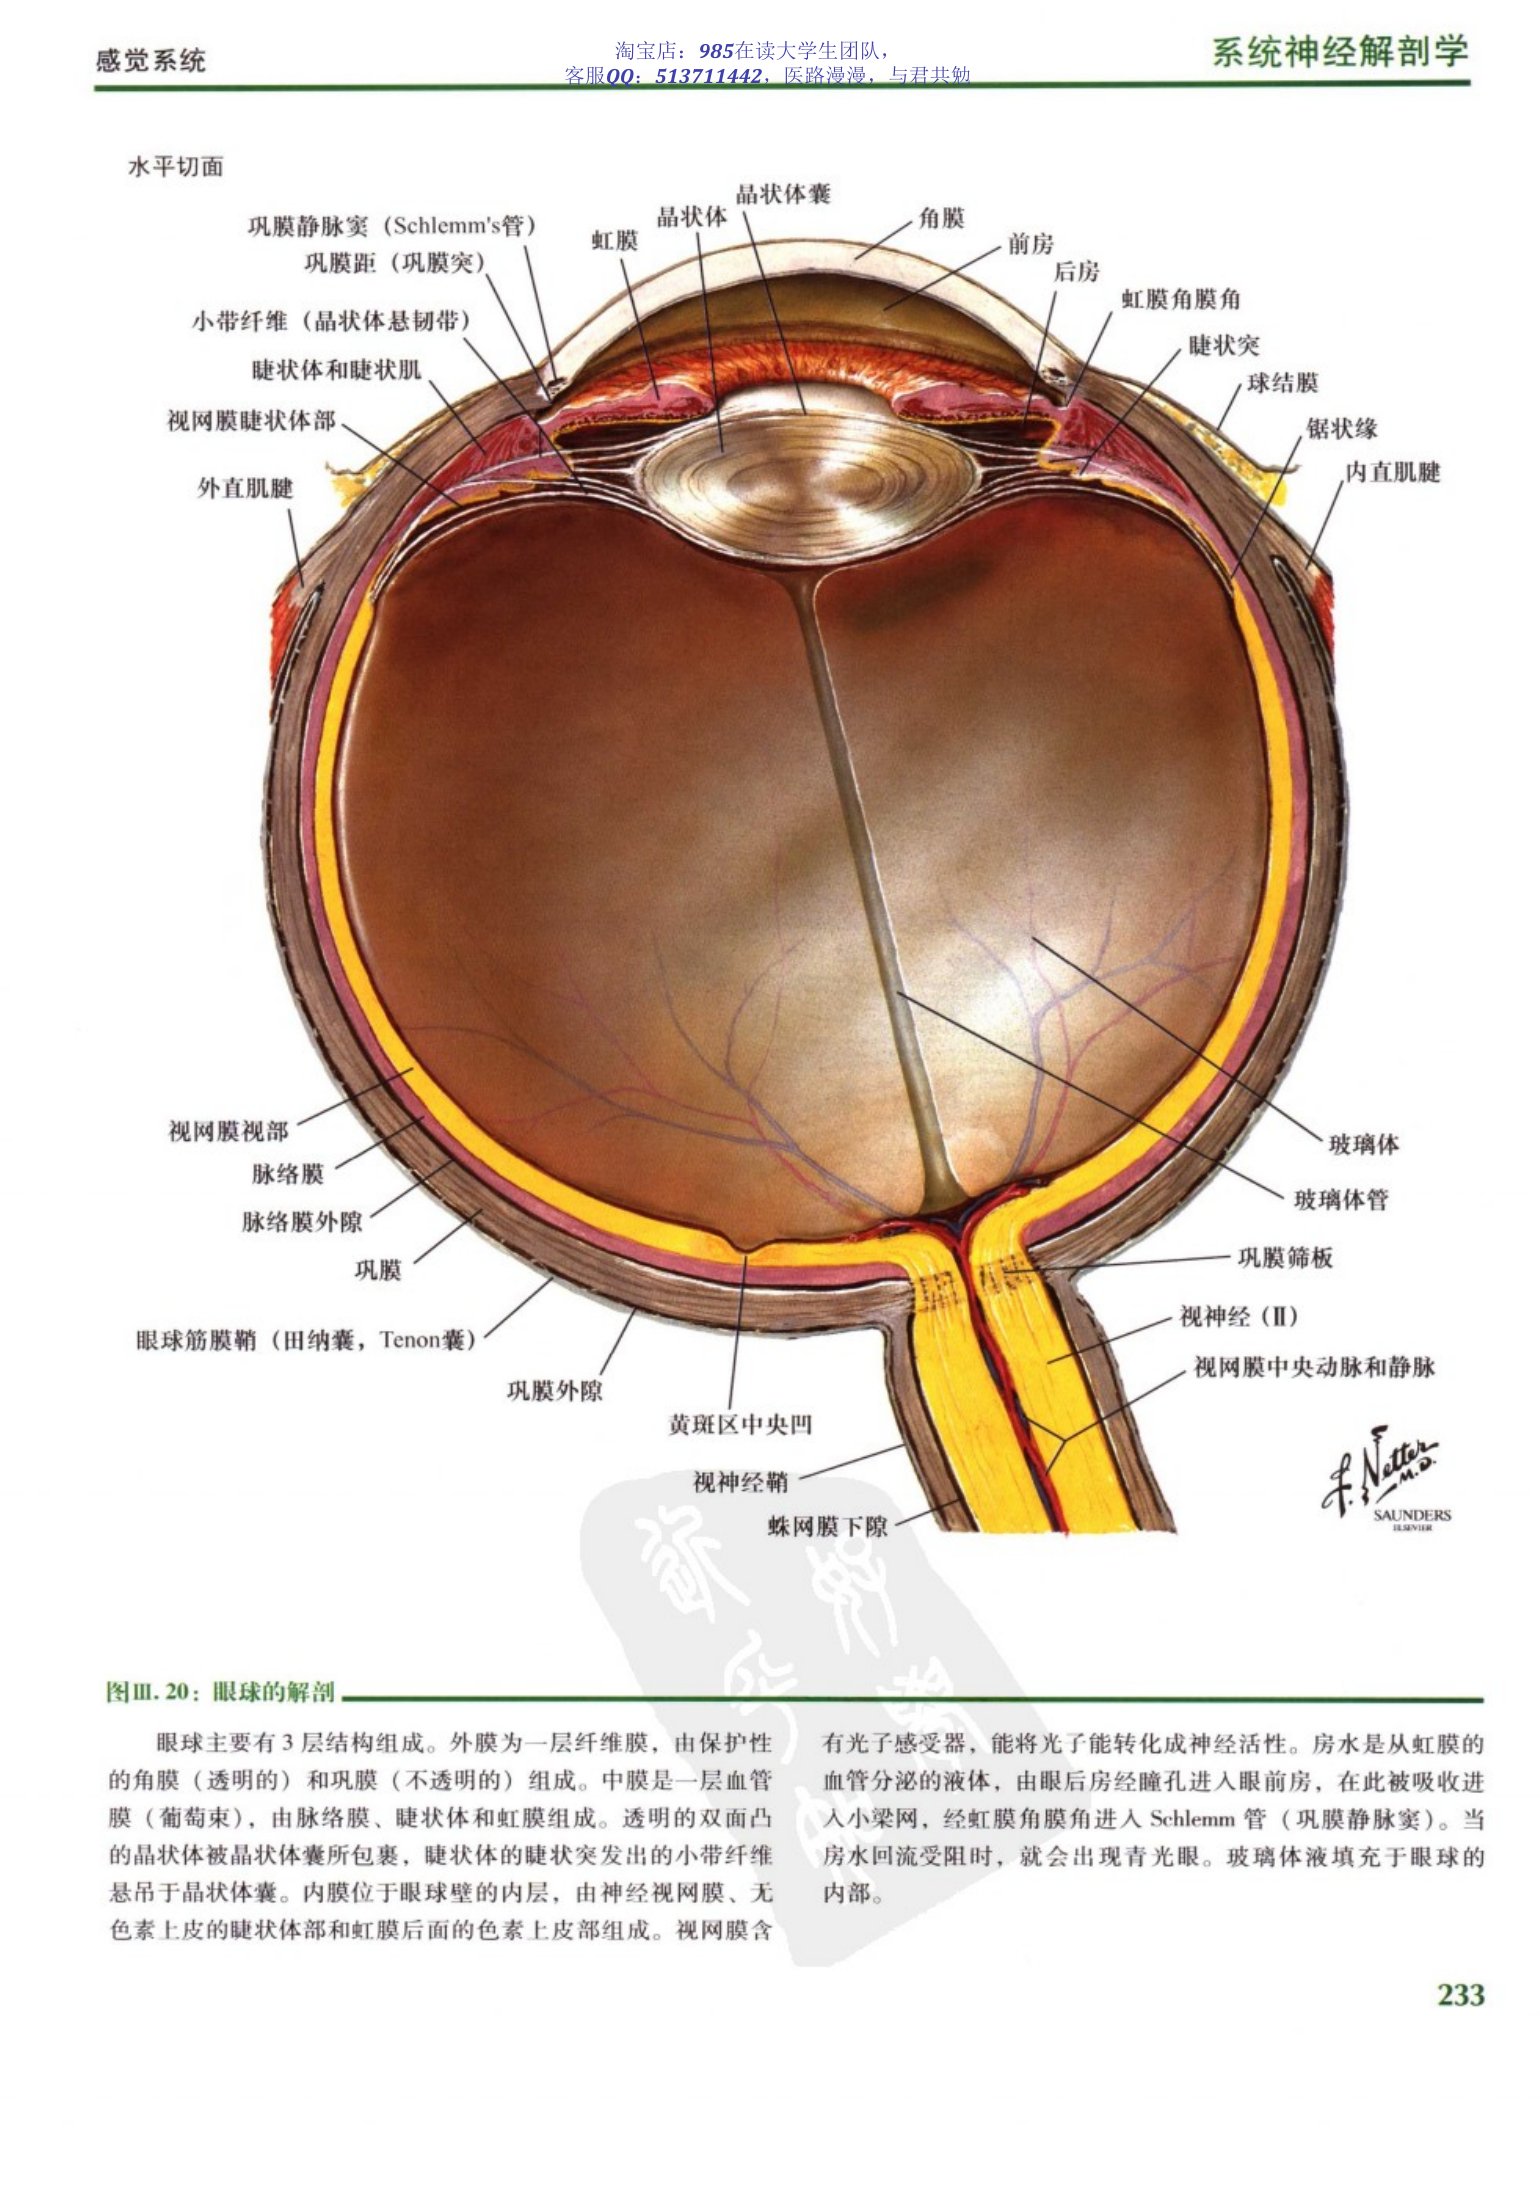 感觉系统
淘宝店：985在读大学生团队，
客服QQ：513711442，医路漫漫，与君共勉
系统神经解剖学
水平切面
晶状体囊
晶状体
角膜
巩膜静脉窦（Schlemm's管）
虹膜
前房
巩膜距（巩膜突）
后房
虹膜角膜角
小带纤维（晶状体悬韧带）
睫状突
睫状体和睫状肌
球结膜
视网膜睫状体部
锯状缘
外直肌腱
内直肌腱
视网膜视部
玻璃体
脉络膜
玻璃体管
脉络膜外隙
巩膜
巩膜筛板
眼球筋膜鞘（田纳囊，Tenon囊）
视神经（Ⅱ）
巩膜外隙
视网膜中央动脉和静脉
黄斑区中央凹
视神经鞘
蛛网膜下隙
F. Netter
M.D.
SAUNDERS
ELSEVIER
图Ⅲ.20：眼球的解剖
眼球主要有3层结构组成。外膜为一层纤维膜，由保护性
的角膜（透明的）和巩膜（不透明的）组成。中膜是一层血管
膜（葡萄束），由脉络膜、睫状体和虹膜组成。透明的双面凸
的晶状体被晶状体囊所包裹，睫状体的睫状突发出的小带纤维
悬吊于晶状体囊。内膜位于眼球壁的内层，由神经视网膜、无
色素上皮的睫状体部和虹膜后面的色素上皮部组成。视网膜含
有光子感受器，能将光子能转化成神经活性。房水是从虹膜的
血管分泌的液体，由眼后房经瞳孔进入眼前房，在此被吸收进
入小梁网，经虹膜角膜角进入 Schlemm 管（巩膜静脉窦）。当
房水回流受阻时，就会出现青光眼。玻璃体液填充于眼球的
内部。
233